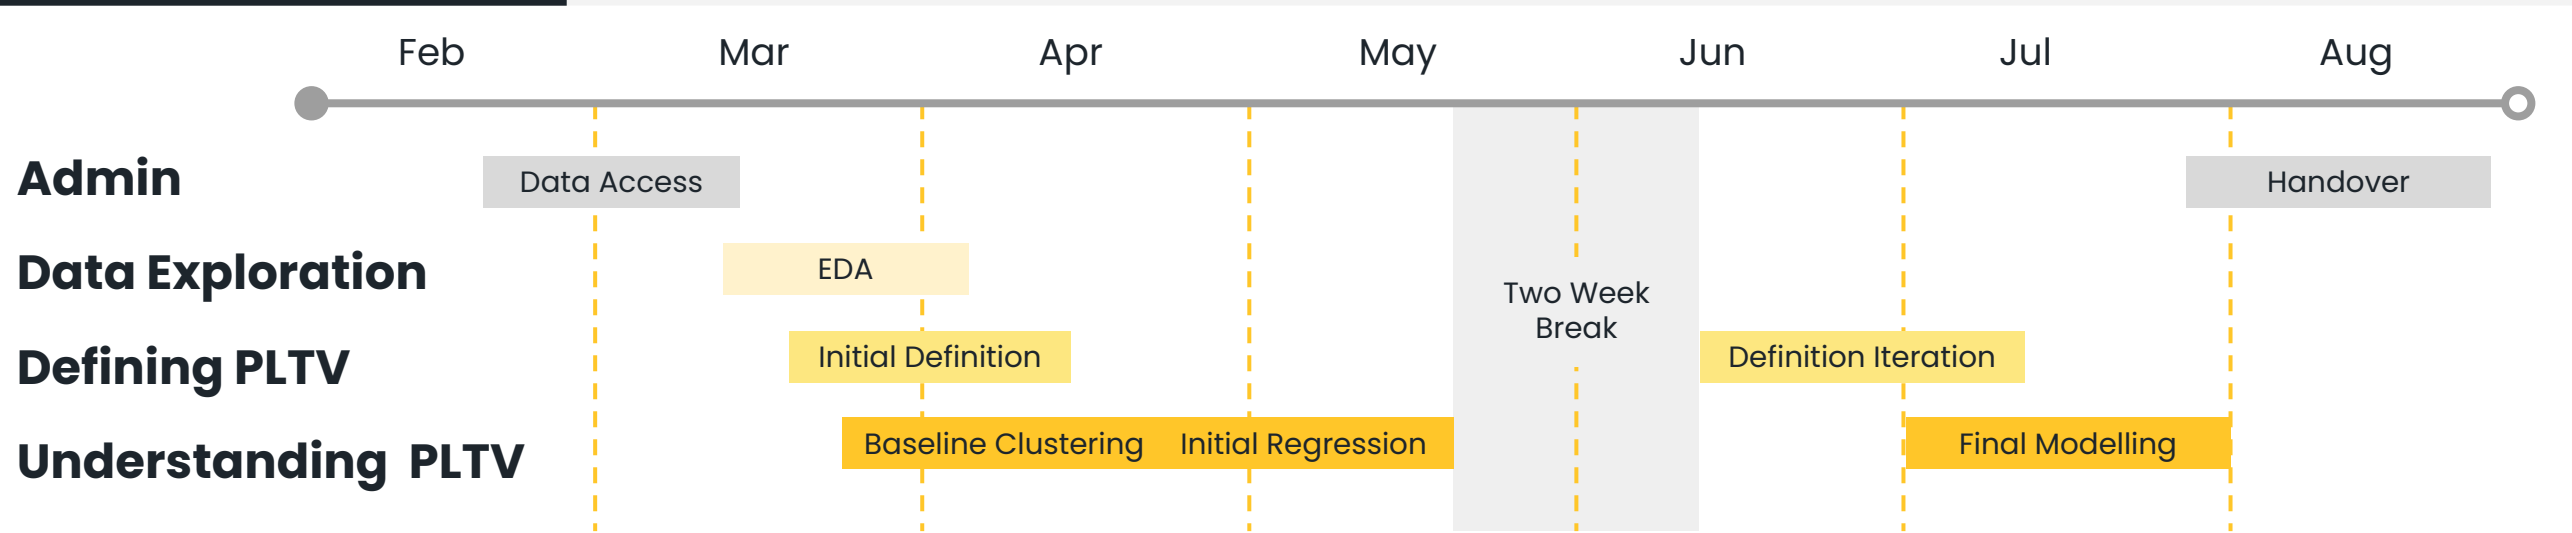 Feb Mar Apr May Jun Jul Aug
Admin
Data Access
Handover
Data Exploration
EDA
Two Week
Break
Defining PLTV
Initial Definition
Definition Iteration
Understanding PLTV
Baseline Clustering
Initial Regression
Final Modelling